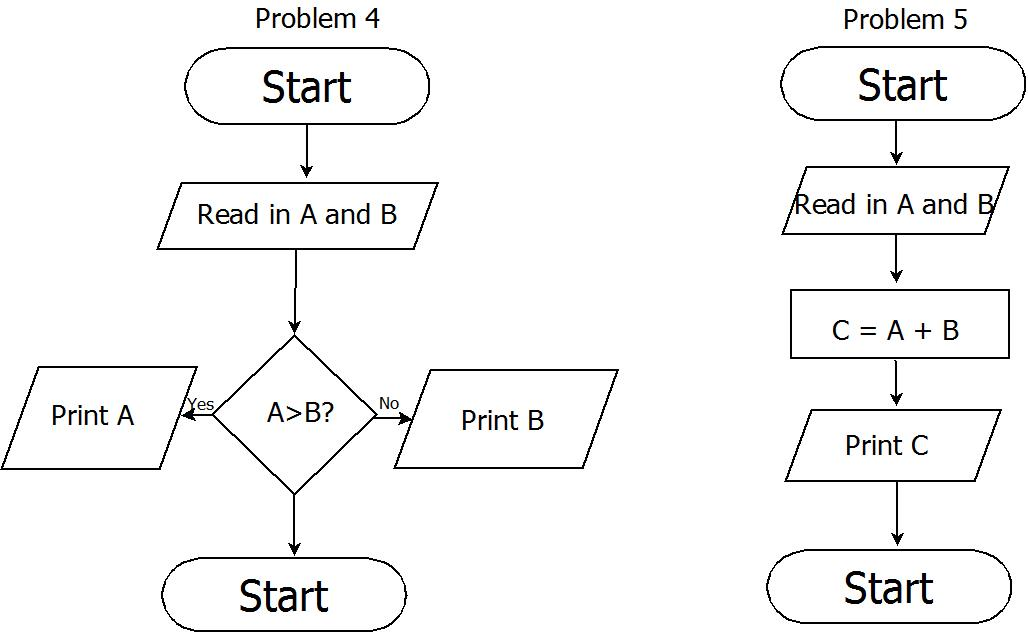 Problem 4
Start
Read in A and B
A>B?
Yes
Print A
No
Print B
Start
Problem 5
Start
Read in A and B
C = A + B
Print C
Start